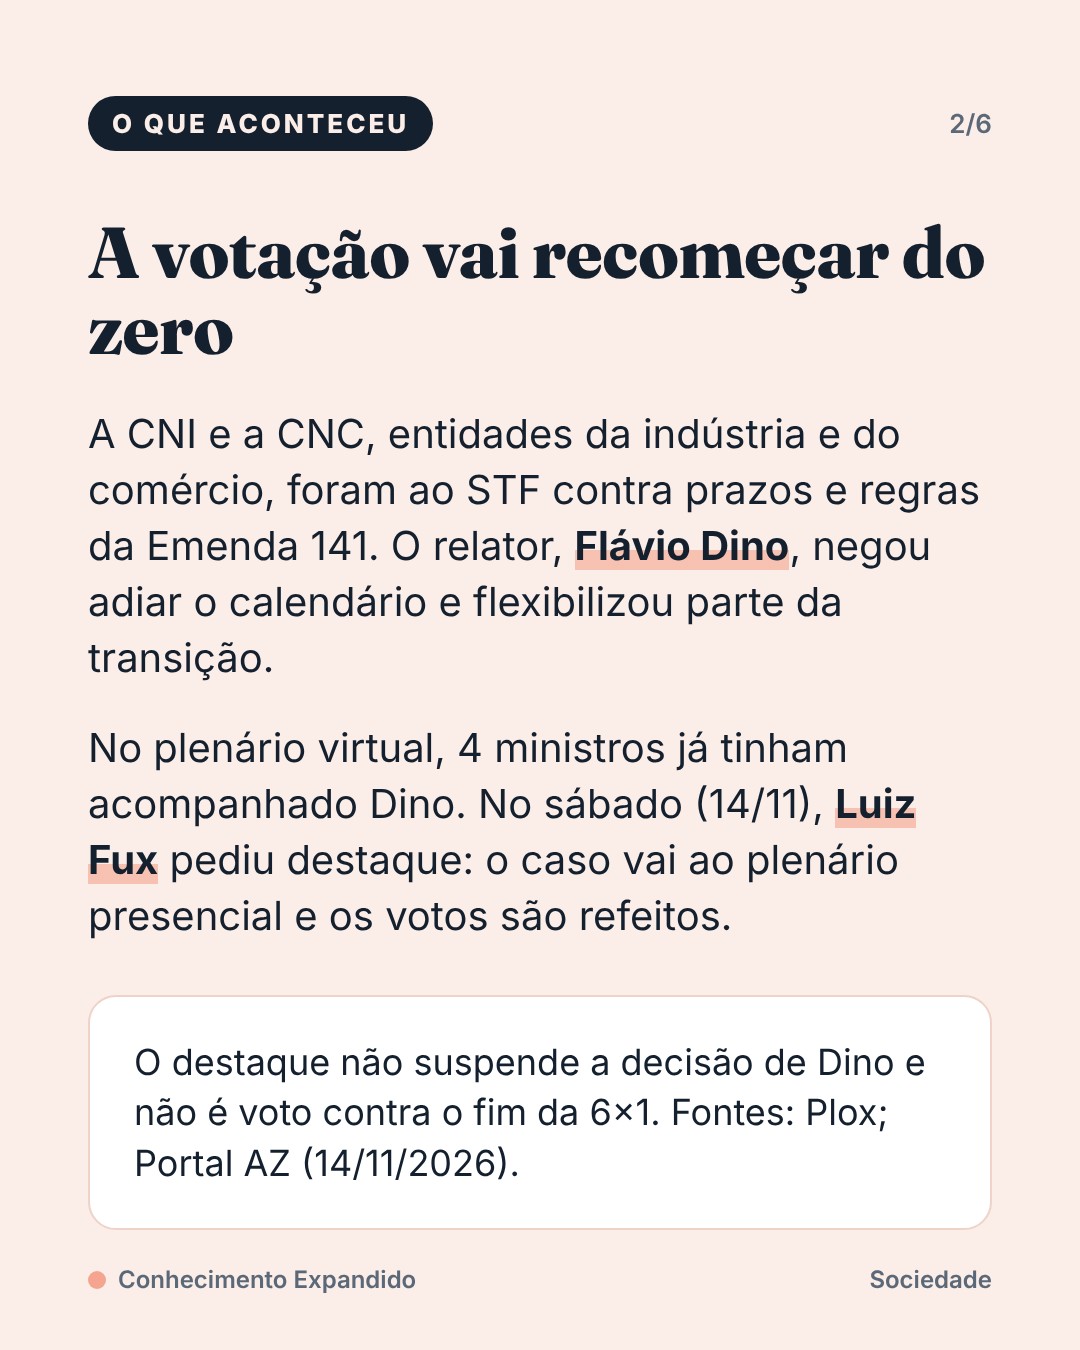 O QUE ACONTECEU
2/6
A votação vai recomeçar do
zero
A CNI e a CNC, entidades da indústria e do
comércio, foram ao STF contra prazos e regras
da Emenda 141. O relator, Flávio Dino, negou
adiar o calendário e flexibilizou parte da
transição.
No plenário virtual, 4 ministros já tinham
acompanhado Dino. No sábado (14/11), Luiz
Fux pediu destaque: o caso vai ao plenário
presencial e os votos são refeitos.
O destaque não suspende a decisão de Dino e
não é voto contra o fim da 6×1. Fontes: Plox;
Portal AZ (14/11/2026).
Conhecimento Expandido
Sociedade